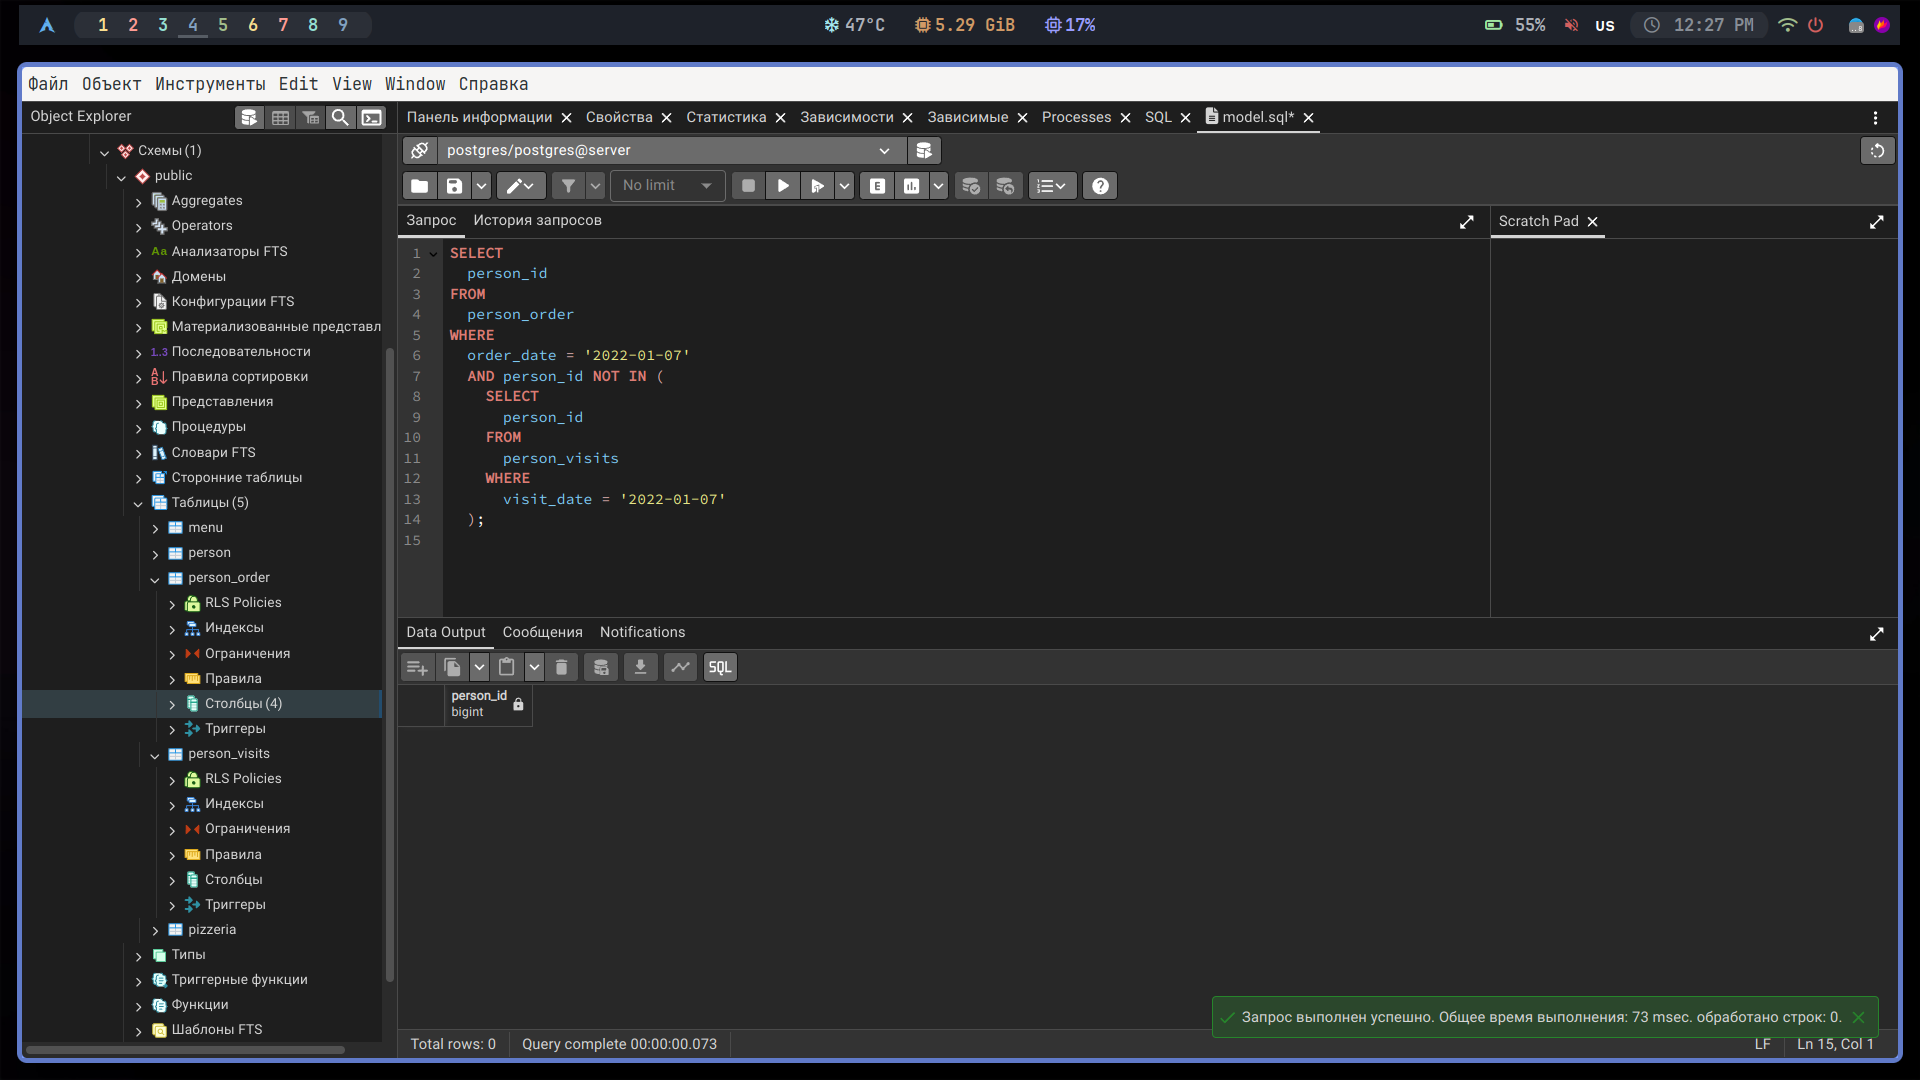 1 2 3 4 5 6 7 8 9
47°C 5.29 GiB 17%
55% US 12:27 PM
Файл Объект Инструменты Edit View Window Справка
Object Explorer
Панель информации Свойства Статистика Зависимости Зависимые Processes SQL model.sql*
postgres/postgres@server
No limit
E
Запрос История запросов
Scratch Pad
Схемы (1)
public
Aggregates
Operators
Aa Анализаторы FTS
Домены
Конфигурации FTS
Материализованные представл
1..3 Последовательности
Правила сортировки
Представления
Процедуры
Словари FTS
Сторонние таблицы
Таблицы (5)
menu
person
person_order
RLS Policies
Индексы
Ограничения
Правила
Столбцы (4)
Триггеры
person_visits
RLS Policies
Индексы
Ограничения
Правила
Столбцы
Триггеры
pizzeria
Типы
Триггерные функции
Функции
Шаблоны FTS
1 SELECT
2 person_id
3 FROM
4 person_order
5 WHERE
6 order_date = '2022-01-07'
7 AND person_id NOT IN (
8 SELECT
9 person_id
10 FROM
11 person_visits
12 WHERE
13 visit_date = '2022-01-07'
14 );
15
Data Output Сообщения Notifications
SQL
person_id
bigint
Запрос выполнен успешно. Общее время выполнения: 73 msec. обработано строк: 0.
Total rows: 0 Query complete 00:00:00.073
LF Ln 15, Col 1